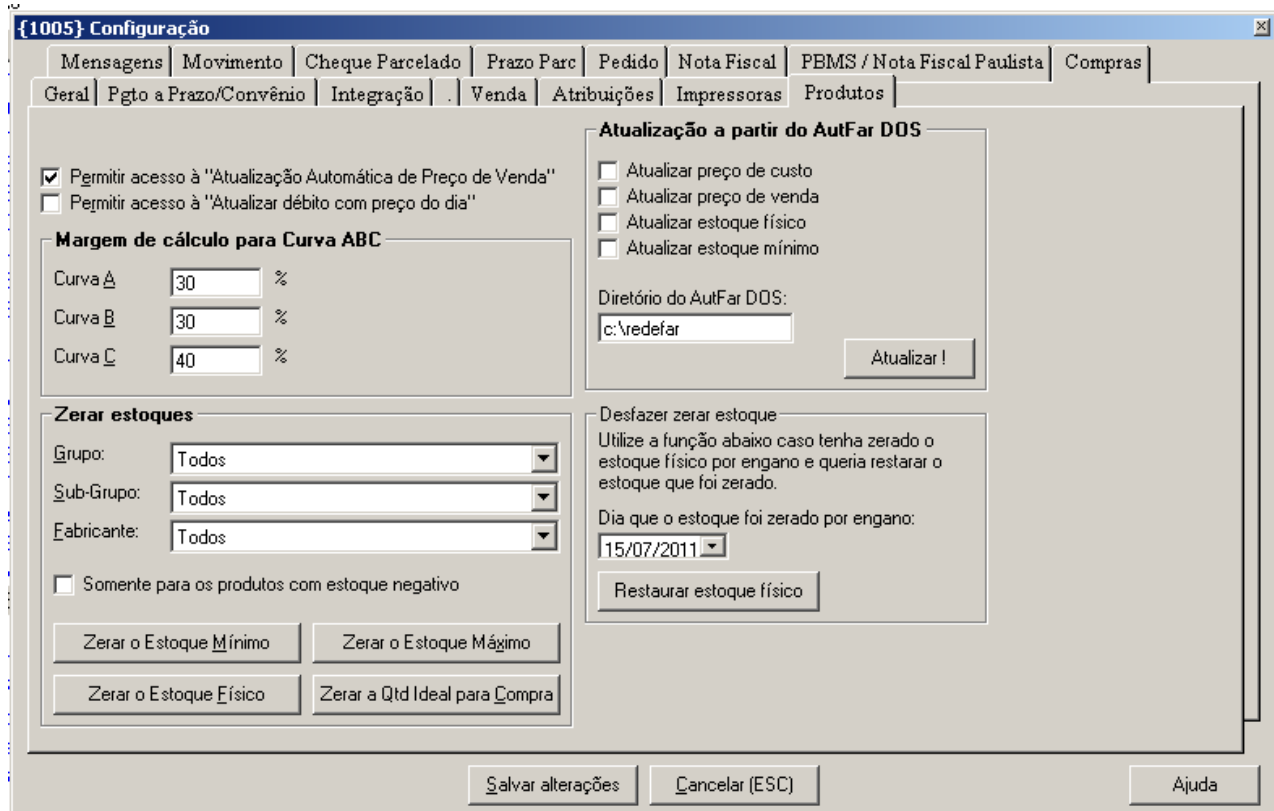 {1005} Configuração
Mensagens Movimento Cheque Parcelado Prazo Parc Pedido Nota Fiscal PBMS / Nota Fiscal Paulista Compras
Geral Pgto a Prazo/Convênio Integração . Venda Atribuições Impressoras Produtos
Permitir acesso à "Atualização Automática de Preço de Venda"
Permitir acesso à "Atualizar débito com preço do dia"
Margem de cálculo para Curva ABC
Curva A 30 %
Curva B 30 %
Curva C 40 %
Atualização a partir do AutFar DOS
Atualizar preço de custo
Atualizar preço de venda
Atualizar estoque físico
Atualizar estoque mínimo
Diretório do AutFar DOS:
c:\redefar
Atualizar !
Zerar estoques
Grupo: Todos
Sub-Grupo: Todos
Fabricante: Todos
Somente para os produtos com estoque negativo
Zerar o Estoque Mínimo Zerar o Estoque Máximo
Zerar o Estoque Físico Zerar a Qtd Ideal para Compra
Desfazer zerar estoque
Utilize a função abaixo caso tenha zerado o
estoque físico por engano e queria restarar o
estoque que foi zerado.
Dia que o estoque foi zerado por engano:
15/07/2011
Restaurar estoque físico
Salvar alterações Cancelar (ESC) Ajuda